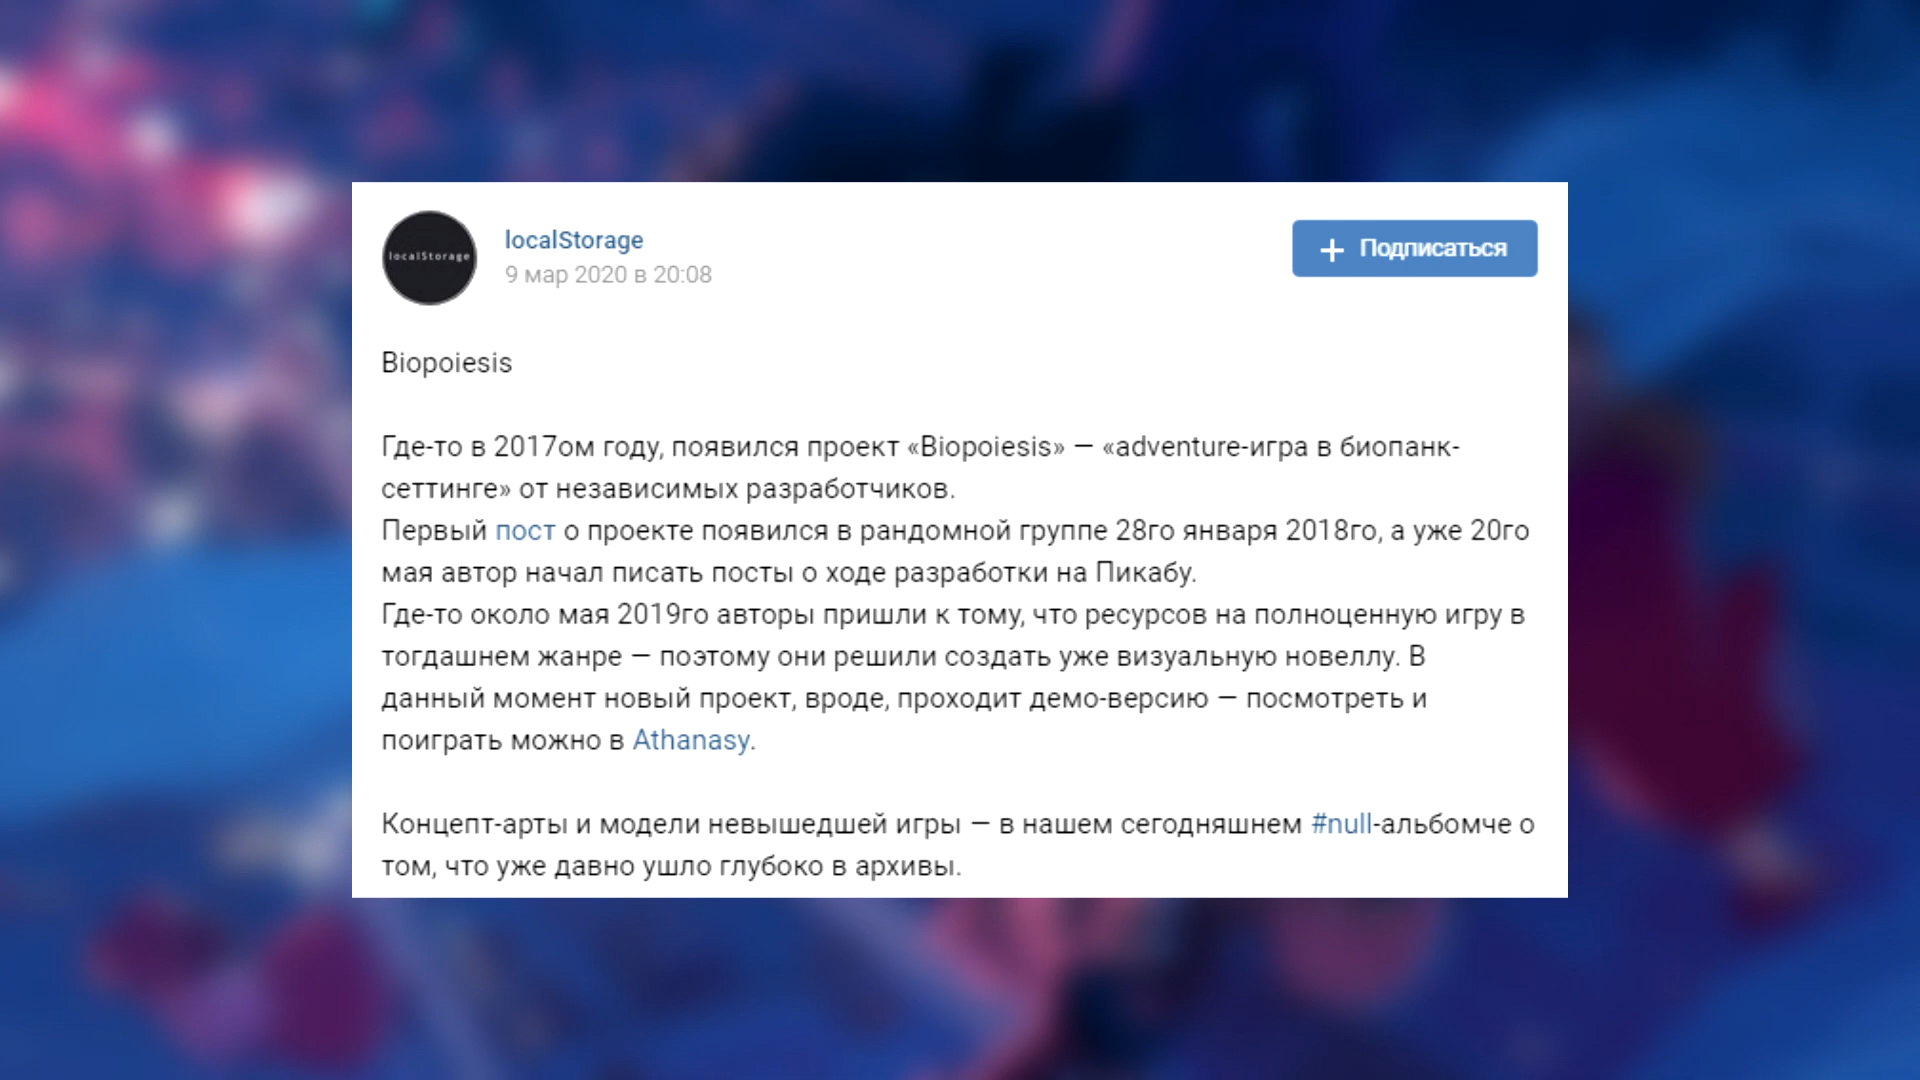 localStorage
localStorage
9 мар 2020 в 20:08
Подписаться
Biopoiesis
Где-то в 2017ом году, появился проект «Biopoiesis» — «adventure-игра в биопанк-
сеттинге» от независимых разработчиков.
Первый пост о проекте появился в рандомной группе 28го января 2018го, а уже 20го
мая автор начал писать посты о ходе разработки на Пикабу.
Где-то около мая 2019го авторы пришли к тому, что ресурсов на полноценную игру в
тогдашнем жанре — поэтому они решили создать уже визуальную новеллу. В
данный момент новый проект, вроде, проходит демо-версию — посмотреть и
поиграть можно в Athanasy.
Концепт-арты и модели невышедшей игры — в нашем сегодняшнем #null-альбомче о
том, что уже давно ушло глубоко в архивы.